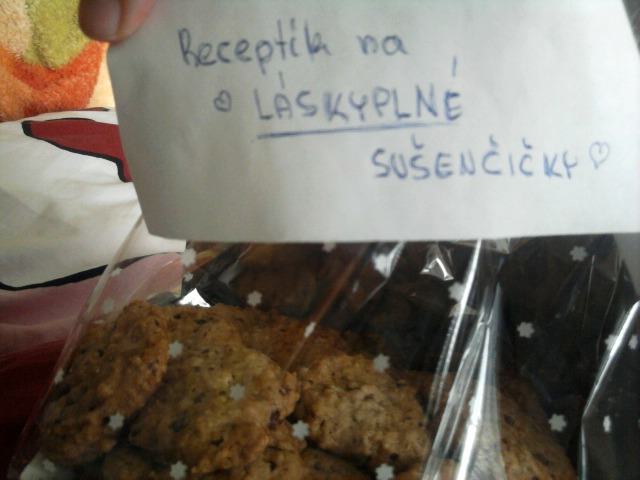 Receptík na
♡ LÁSKYPLNÉ
SUŠENČIČKY ♡